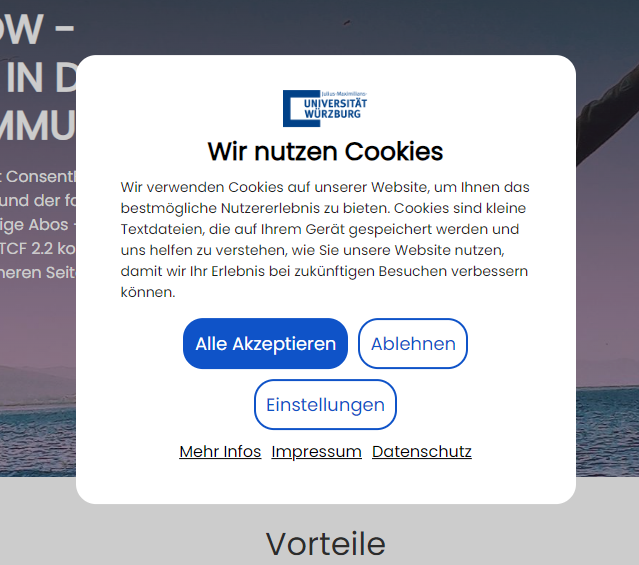 OW -
IN D
MMU
t Consent
und der fo
ige Abos -
TCF 2.2 ko
neren Seit
Julius-Maximilians-
UNIVERSITÄT
WÜRZBURG
Wir nutzen Cookies
Wir verwenden Cookies auf unserer Website, um Ihnen das
bestmögliche Nutzererlebnis zu bieten. Cookies sind kleine
Textdateien, die auf Ihrem Gerät gespeichert werden und
uns helfen zu verstehen, wie Sie unsere Website nutzen,
damit wir Ihr Erlebnis bei zukünftigen Besuchen verbessern
können.
Alle Akzeptieren Ablehnen
Einstellungen
Mehr Infos Impressum Datenschutz
Vorteile